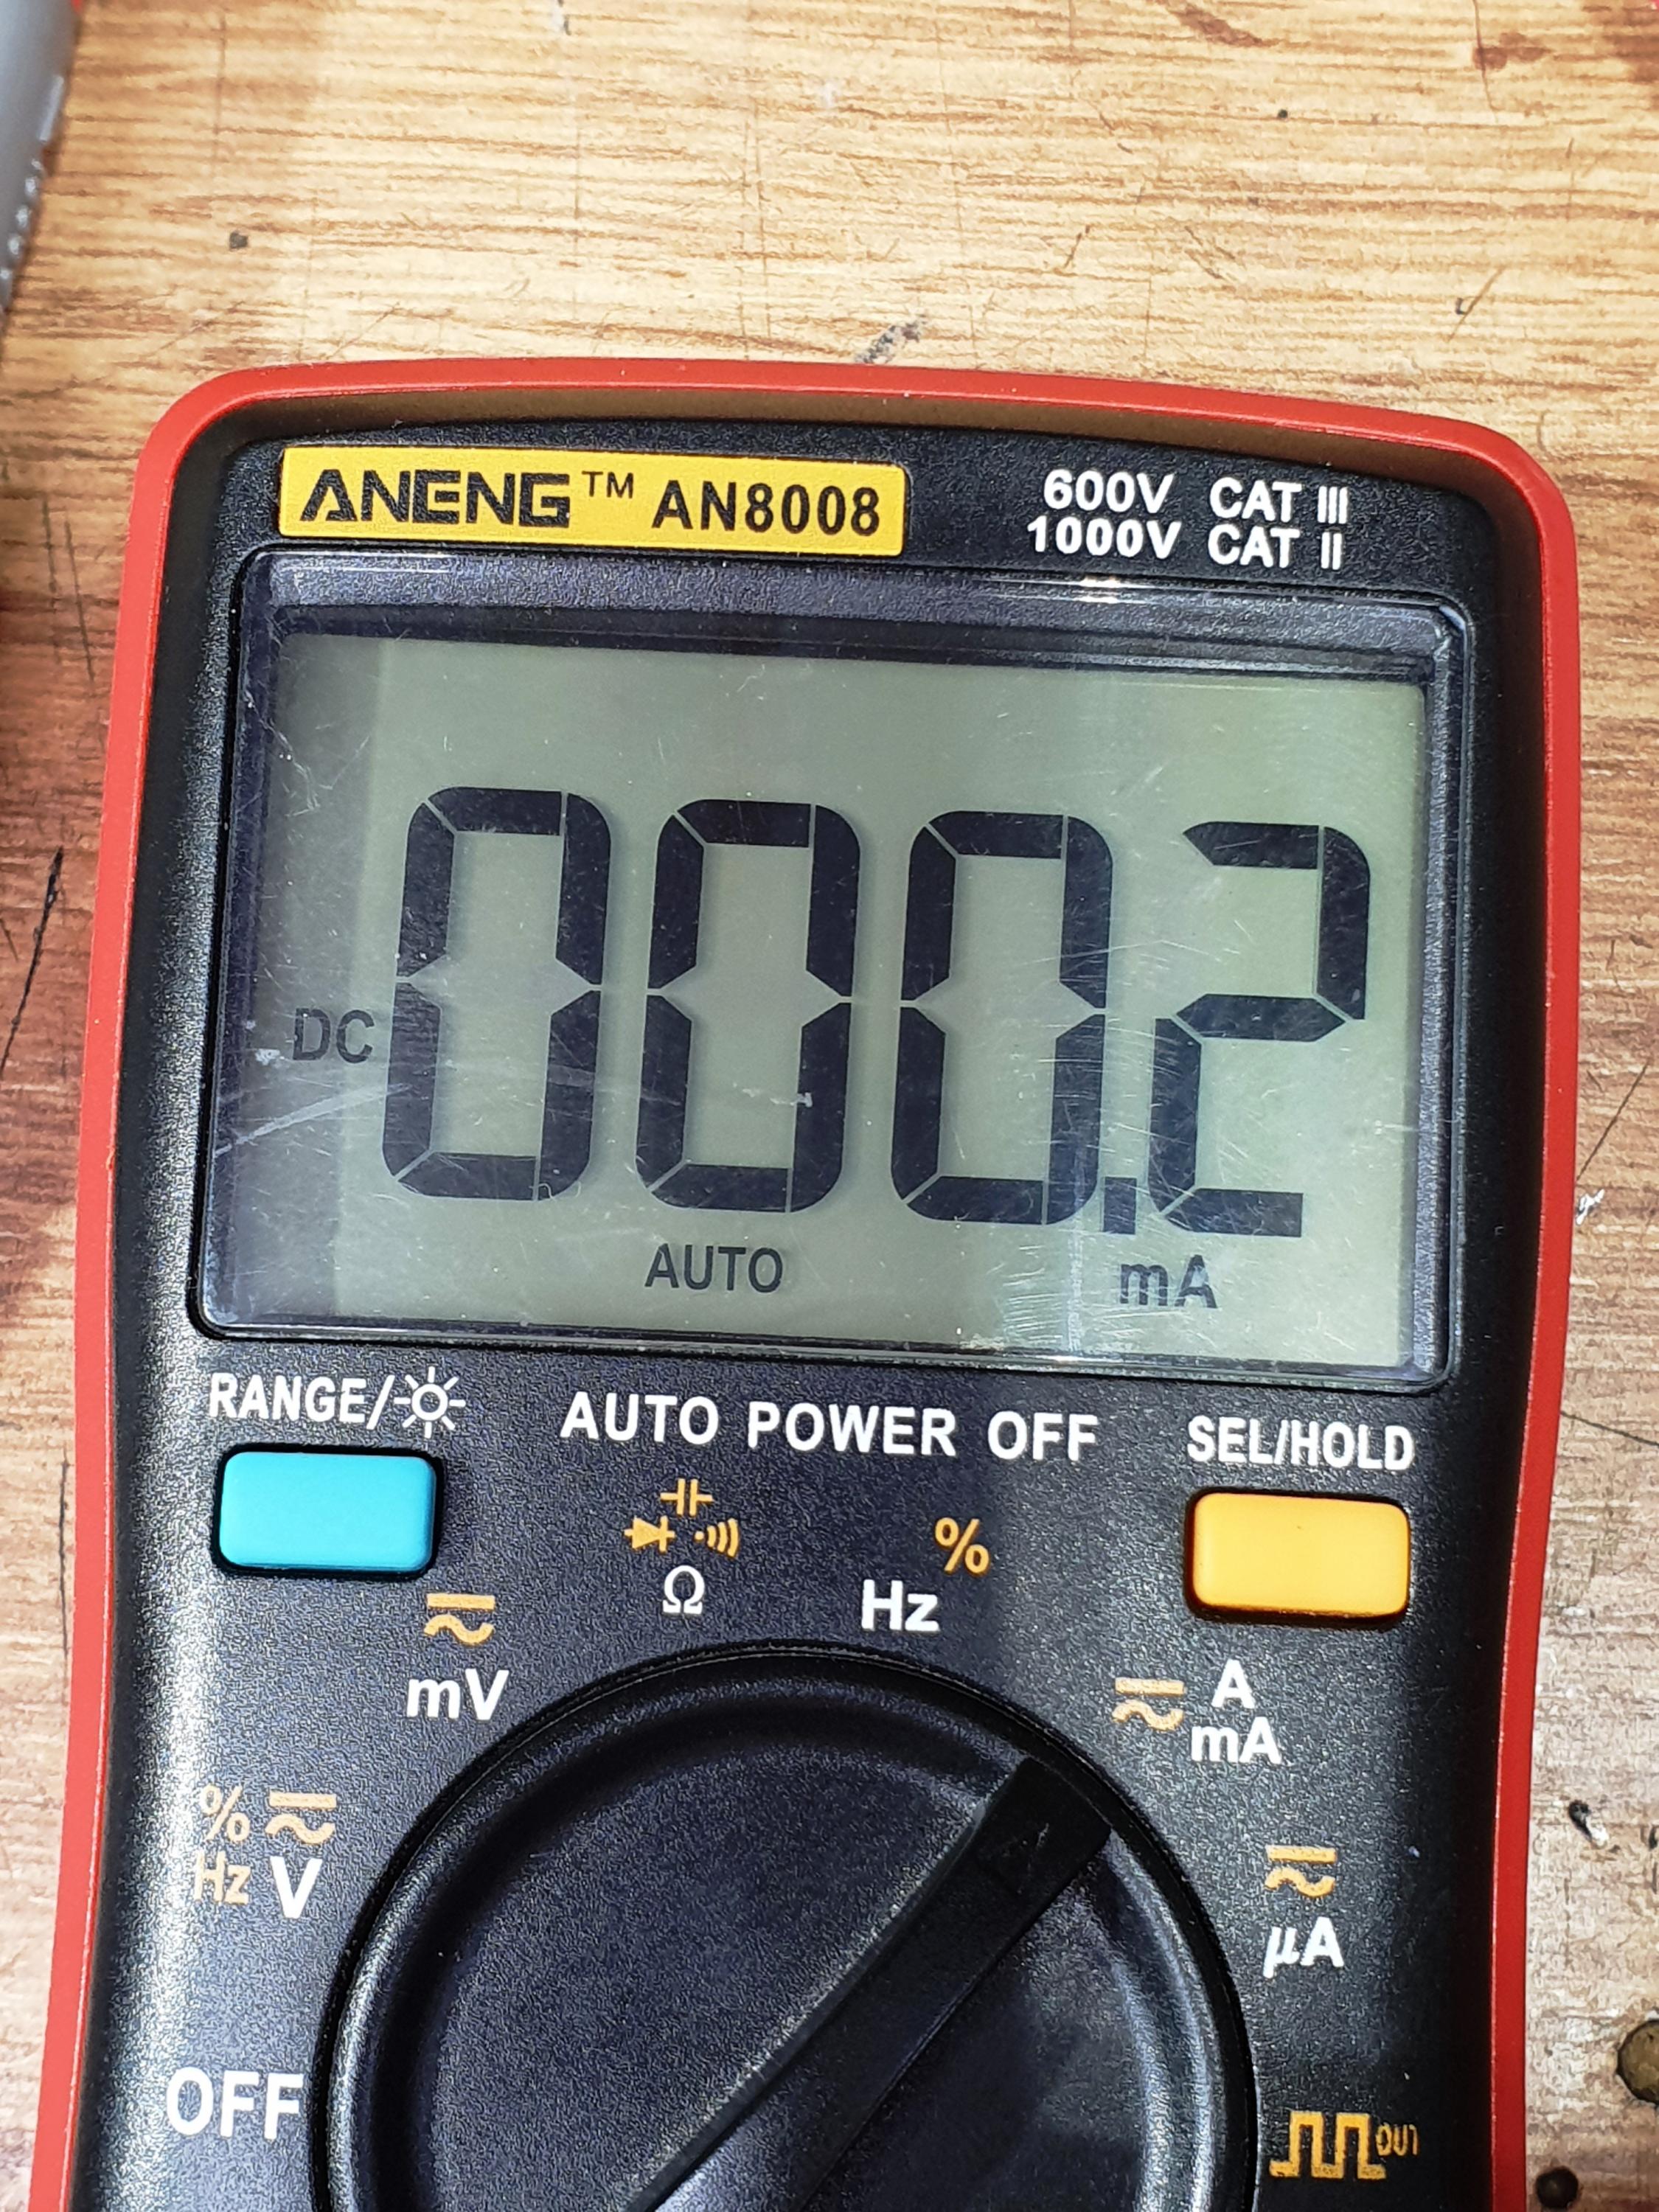 ANENG™ AN8008
600V CAT III
1000V CAT II
DC
000.2
AUTO
mA
RANGE/
AUTO POWER OFF
SEL/HOLD
%
Ω
Hz
mV
A
mA
%
Hz V
μA
OFF
OUT